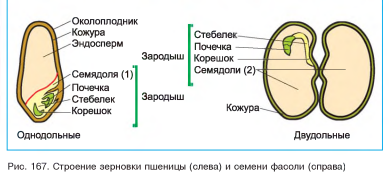 Околоплодник
Кожура
Эндосперм
Зародыш
Семядоля (1)
Почечка
Стебелек
Корешок
Зародыш
Однодольные
Стебелек
Почечка
Корешок
Семядоли (2)
Кожура
Двудольные
Рис. 167. Строение зерновки пшеницы (слева) и семени фасоли (справа)